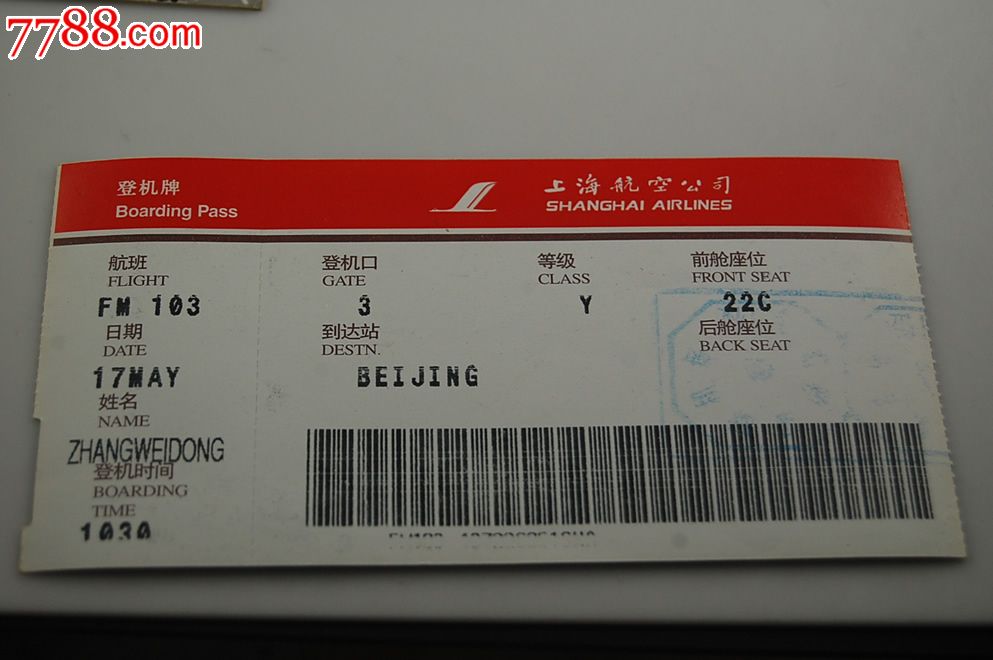 7788.com
登机牌
Boarding Pass
上海航空公司
SHANGHAI AIRLINES
航班
FLIGHT
FM 103
登机口
GATE
3
等级
CLASS
Y
前舱座位
FRONT SEAT
22C
日期
DATE
17MAY
到达站
DESTN.
BEIJING
后舱座位
BACK SEAT
姓名
NAME
ZHANGWEIDONG
登机时间
BOARDING
TIME
1030